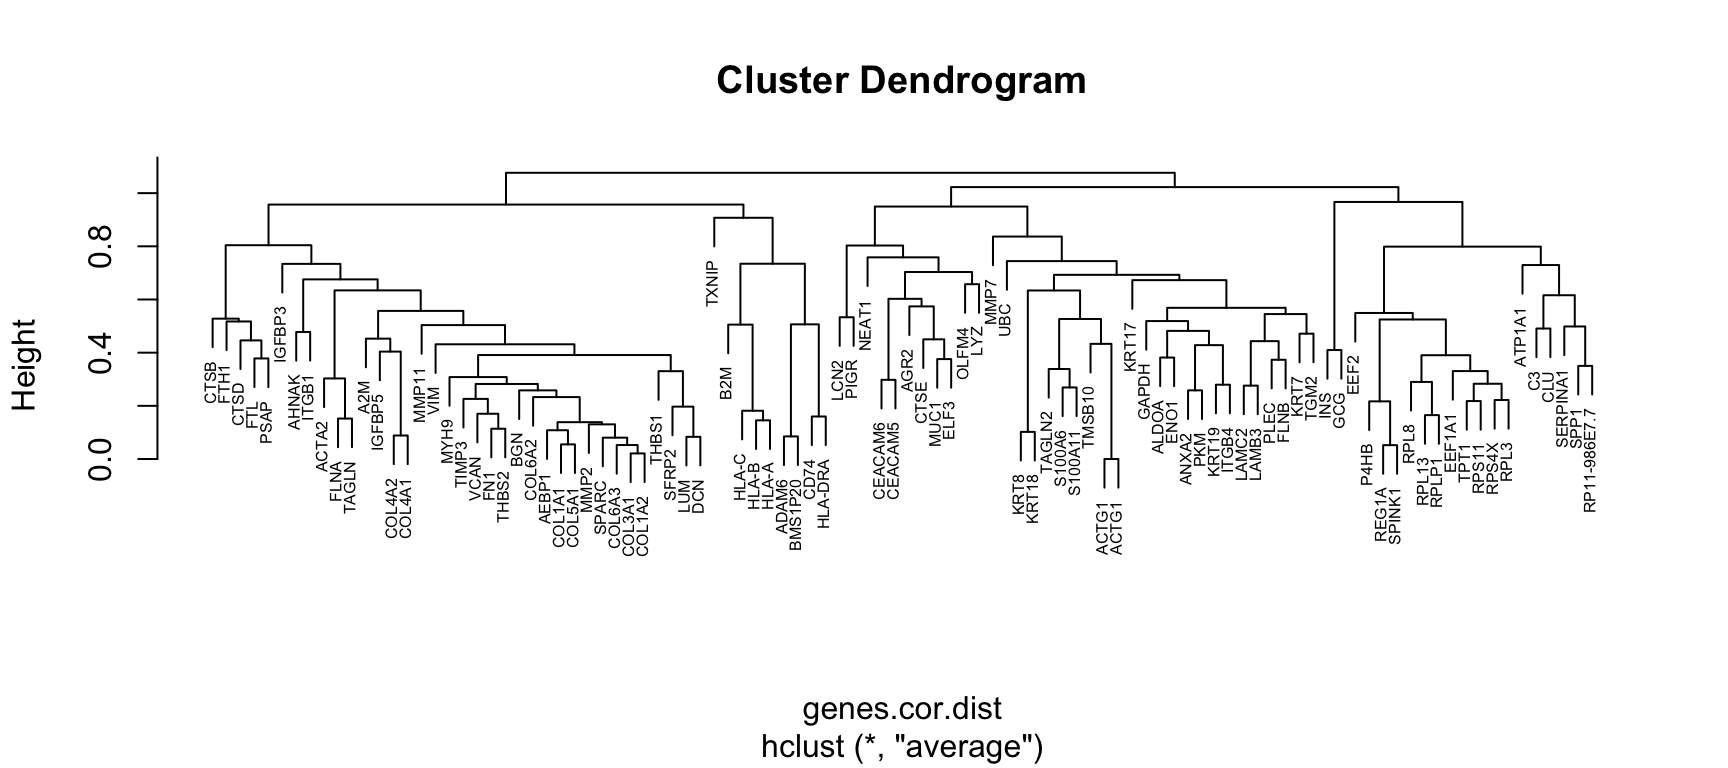 Cluster Dendrogram
Height
0.8
0.4
0.0
CTSB
FTH1
CTSD
FTL
PSAP
IGFBP3
AHNAK
ITGB1
ACTA2
FLNA
TAGLN
A2M
IGFBP5
COL4A2
COL4A1
MMP11
VIM
MYH9
TIMP3
VCAN
FN1
THBS2
BGN
COL6A2
AEBP1
COL1A1
COL5A1
MMP2
SPARC
COL6A3
COL3A1
COL1A2
THBS1
SFRP2
LUM
DCN
TXNIP
B2M
HLA-C
HLA-B
HLA-A
ADAM6
BMS1P20
CD74
HLA-DRA
LCN2
PIGR
NEAT1
CEACAM6
CEACAM5
AGR2
CTSE
MUC1
ELF3
OLFM4
LYZ
MMP7
UBC
KRT8
KRT18
TAGLN2
S100A6
S100A11
TMSB10
ACTG1
ACTG1
KRT17
GAPDH
ALDOA
ENO1
ANXA2
PKM
KRT19
ITGB4
LAMC2
LAMB3
PLEC
FLNB
KRT7
TGM2
INS
GCG
EEF2
P4HB
REG1A
SPINK1
RPL8
RPL13
RPLP1
EEF1A1
TPT1
RPS11
RPS4X
RPL3
ATP1A1
C3
CLU
SERPINA1
SPP1
RP11-986E7.7
genes.cor.dist
hclust (*, "average")